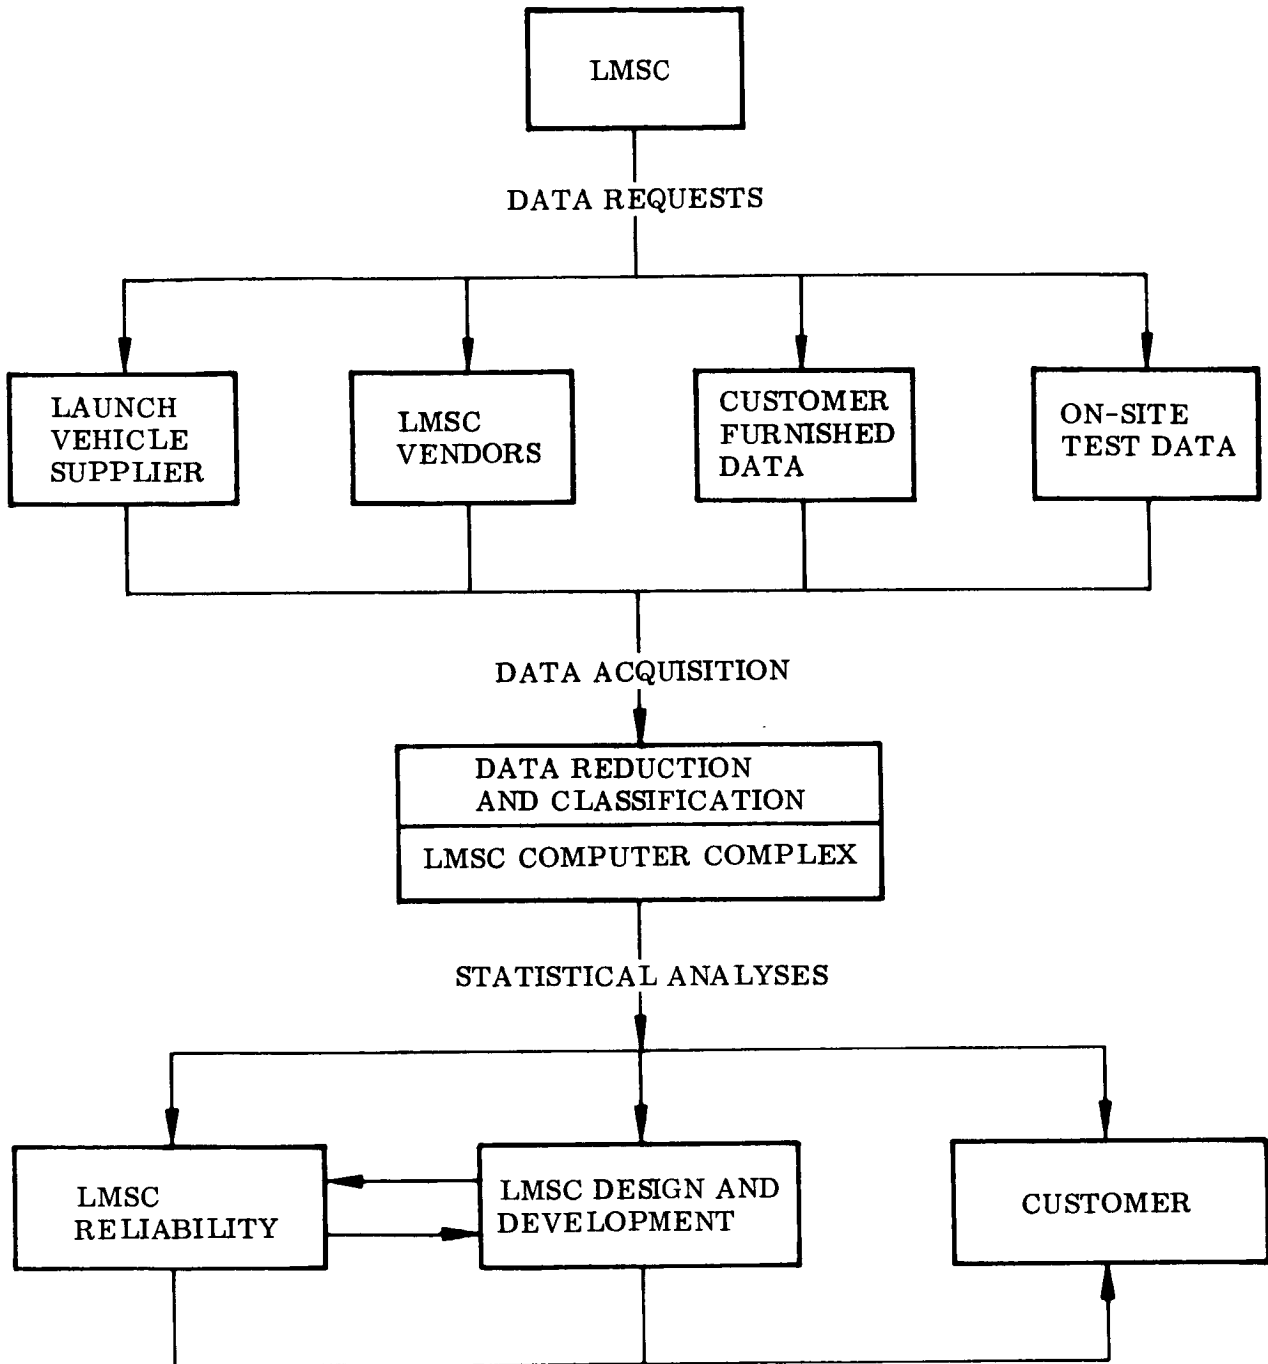 LMSC
DATA REQUESTS
LAUNCH
VEHICLE
SUPPLIER
LMSC
VENDORS
CUSTOMER
FURNISHED
DATA
ON-SITE
TEST DATA
DATA ACQUISITION
DATA REDUCTION
AND CLASSIFICATION
LMSC COMPUTER COMPLEX
STATISTICAL ANALYSES
LMSC
RELIABILITY
LMSC DESIGN AND
DEVELOPMENT
CUSTOMER